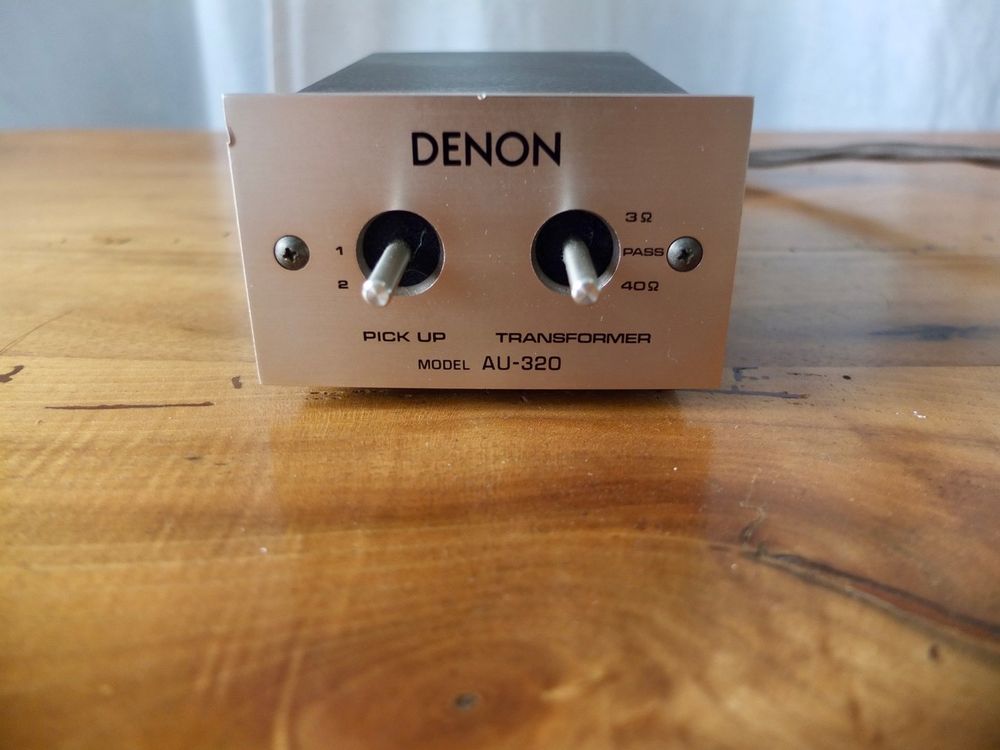 DENON
3Ω
1 PASS
2 40Ω
PICK UP TRANSFORMER
MODEL AU-320